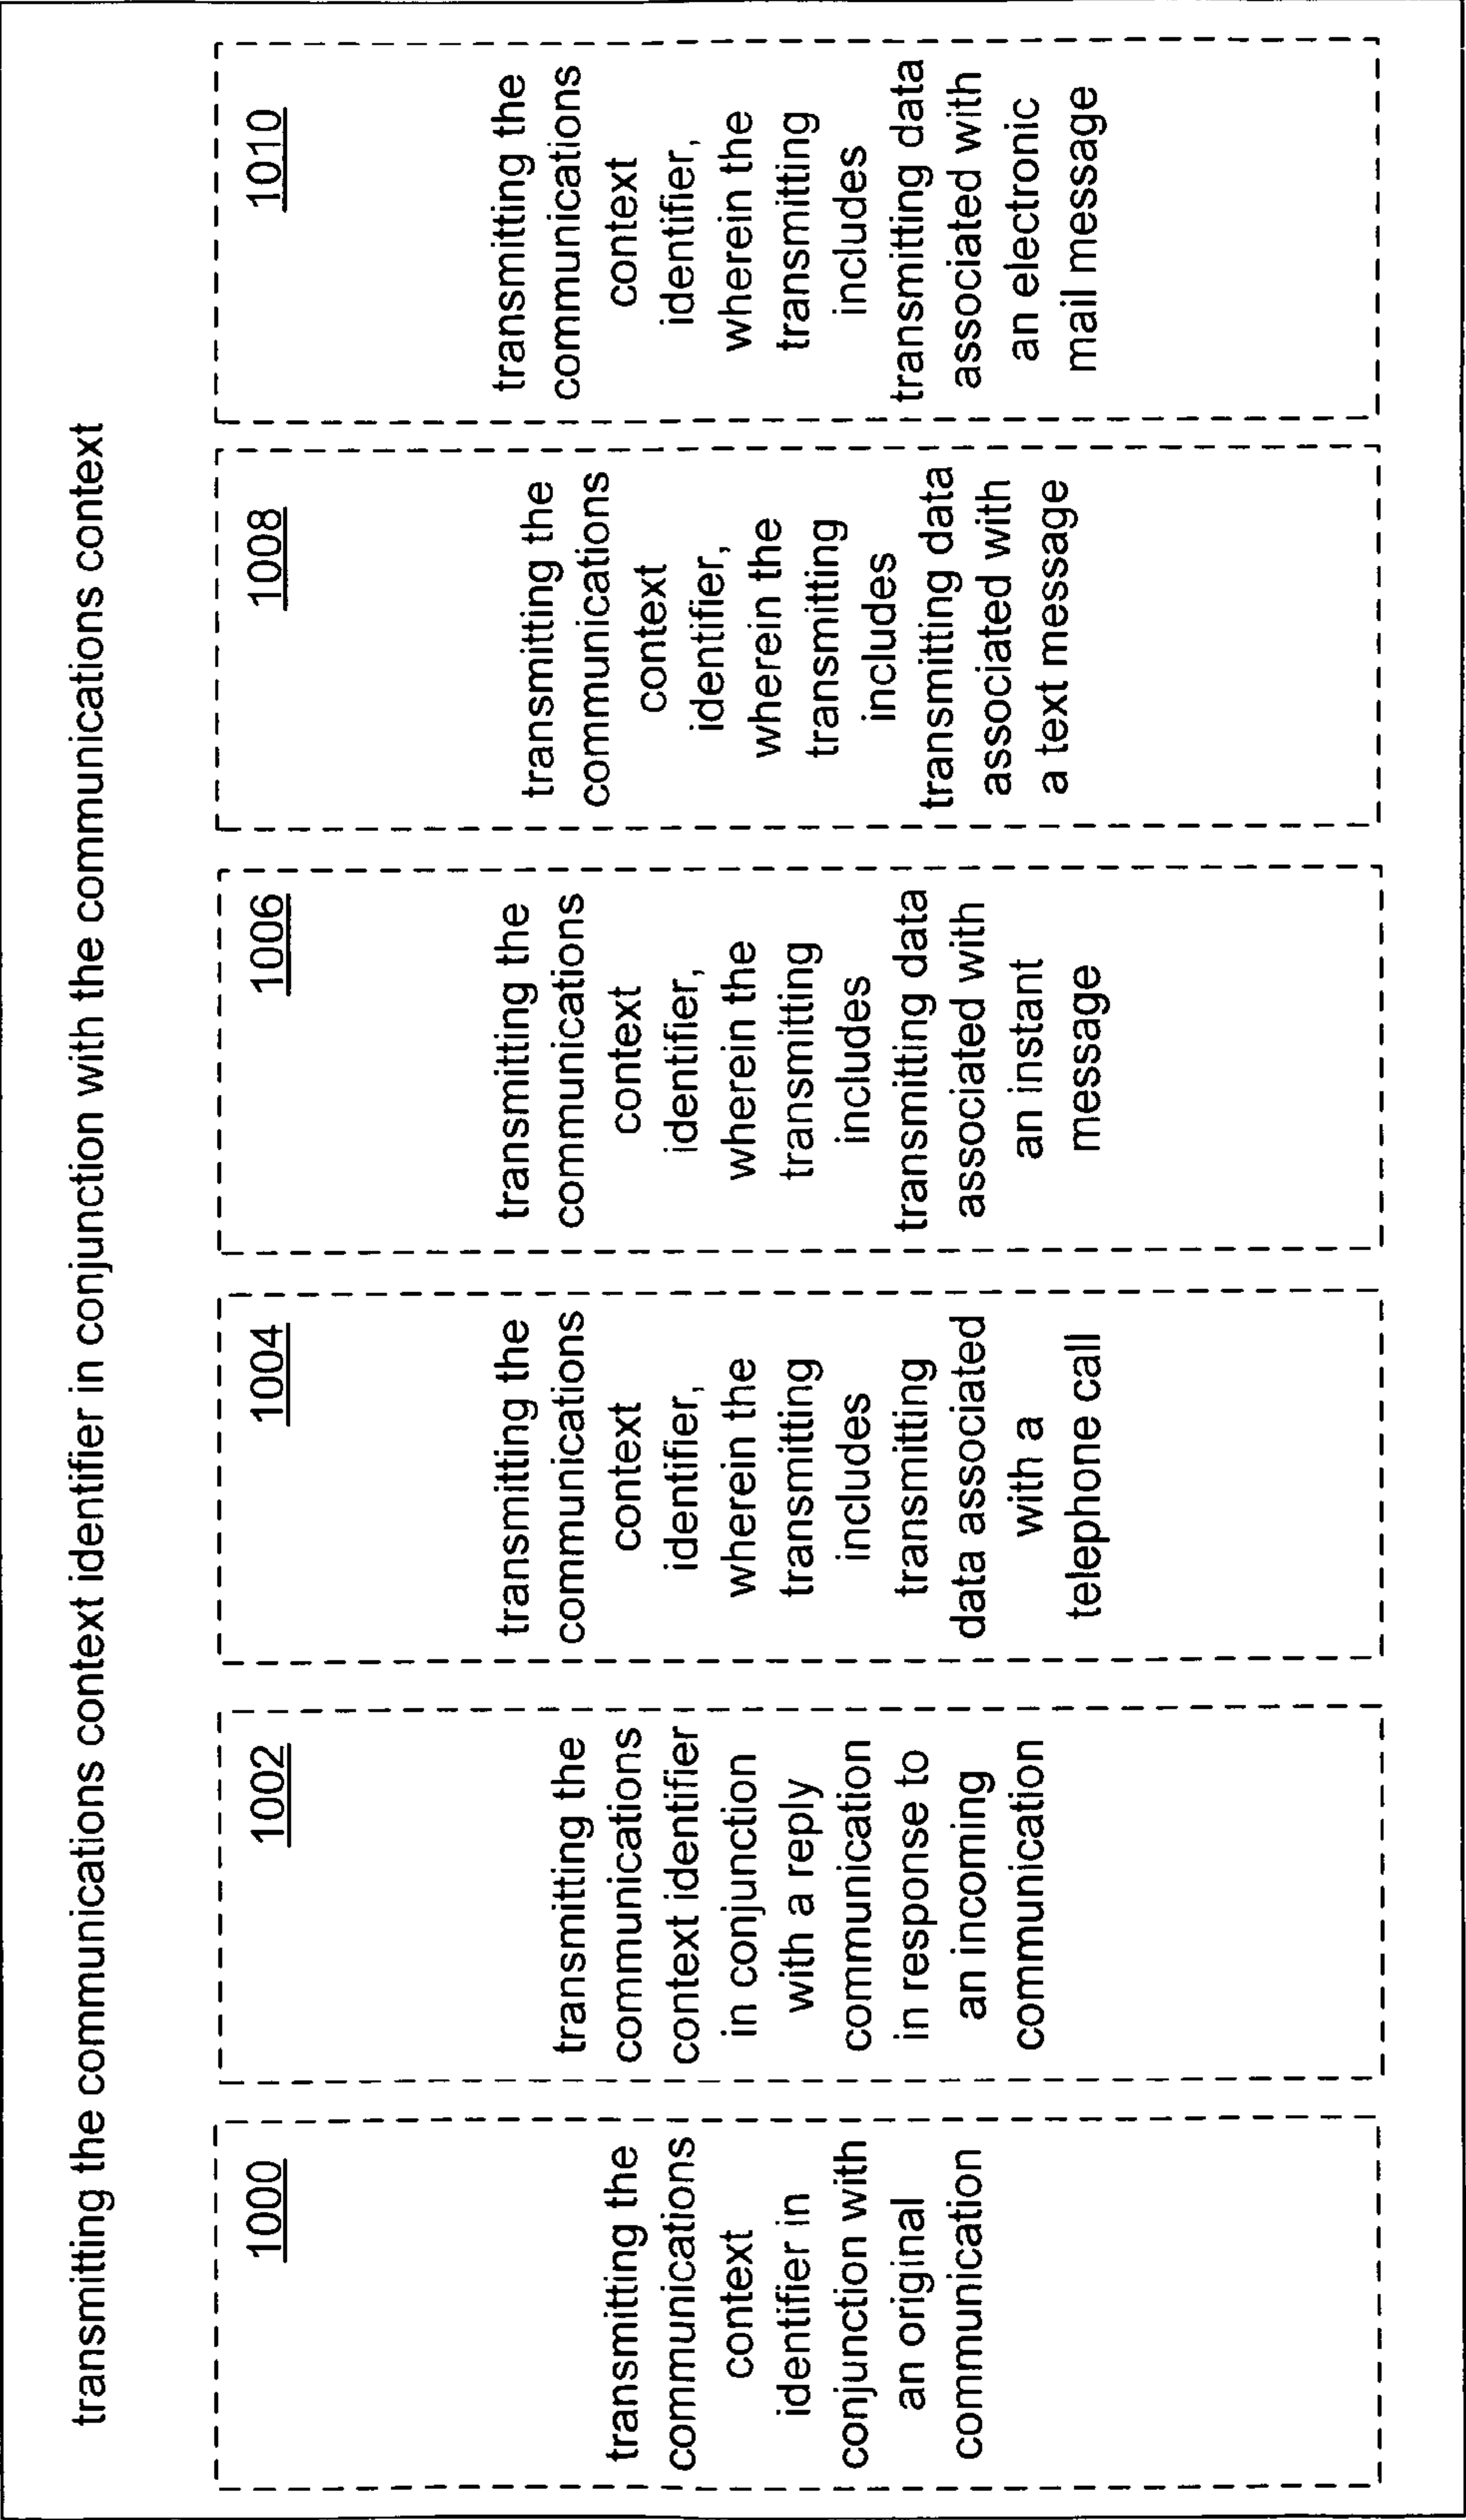 transmitting the communications context identifier in conjunction with the communications context
1000
transmitting the
communications
context
identifier in
conjunction with
an original
communication
1002
transmitting the
communications
context identifier
in conjunction
with a reply
communication
in response to
an incoming
communication
1004
transmitting the
communications
context
identifier,
wherein the
transmitting
includes
transmitting
data associated
with a
telephone call
1006
transmitting the
communications
context
identifier,
wherein the
transmitting
includes
transmitting data
associated with
an instant
message
1008
transmitting the
communications
context
identifier,
wherein the
transmitting
includes
transmitting data
associated with
a text message
1010
transmitting the
communications
context
identifier,
wherein the
transmitting
includes
transmitting data
associated with
an electronic
mail message